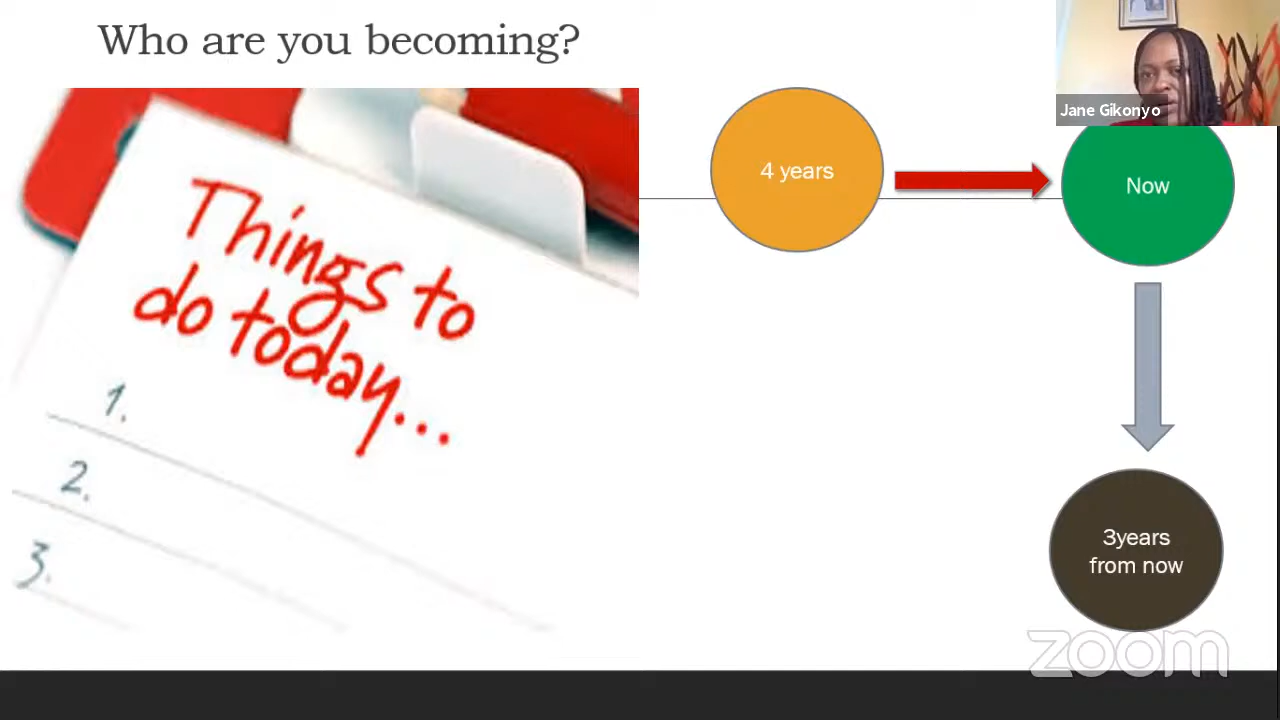 Who are you becoming?
Jane Gikonyo
4 years
Now
Things to
do today...
1.
2.
3.
3years
from now
zoom